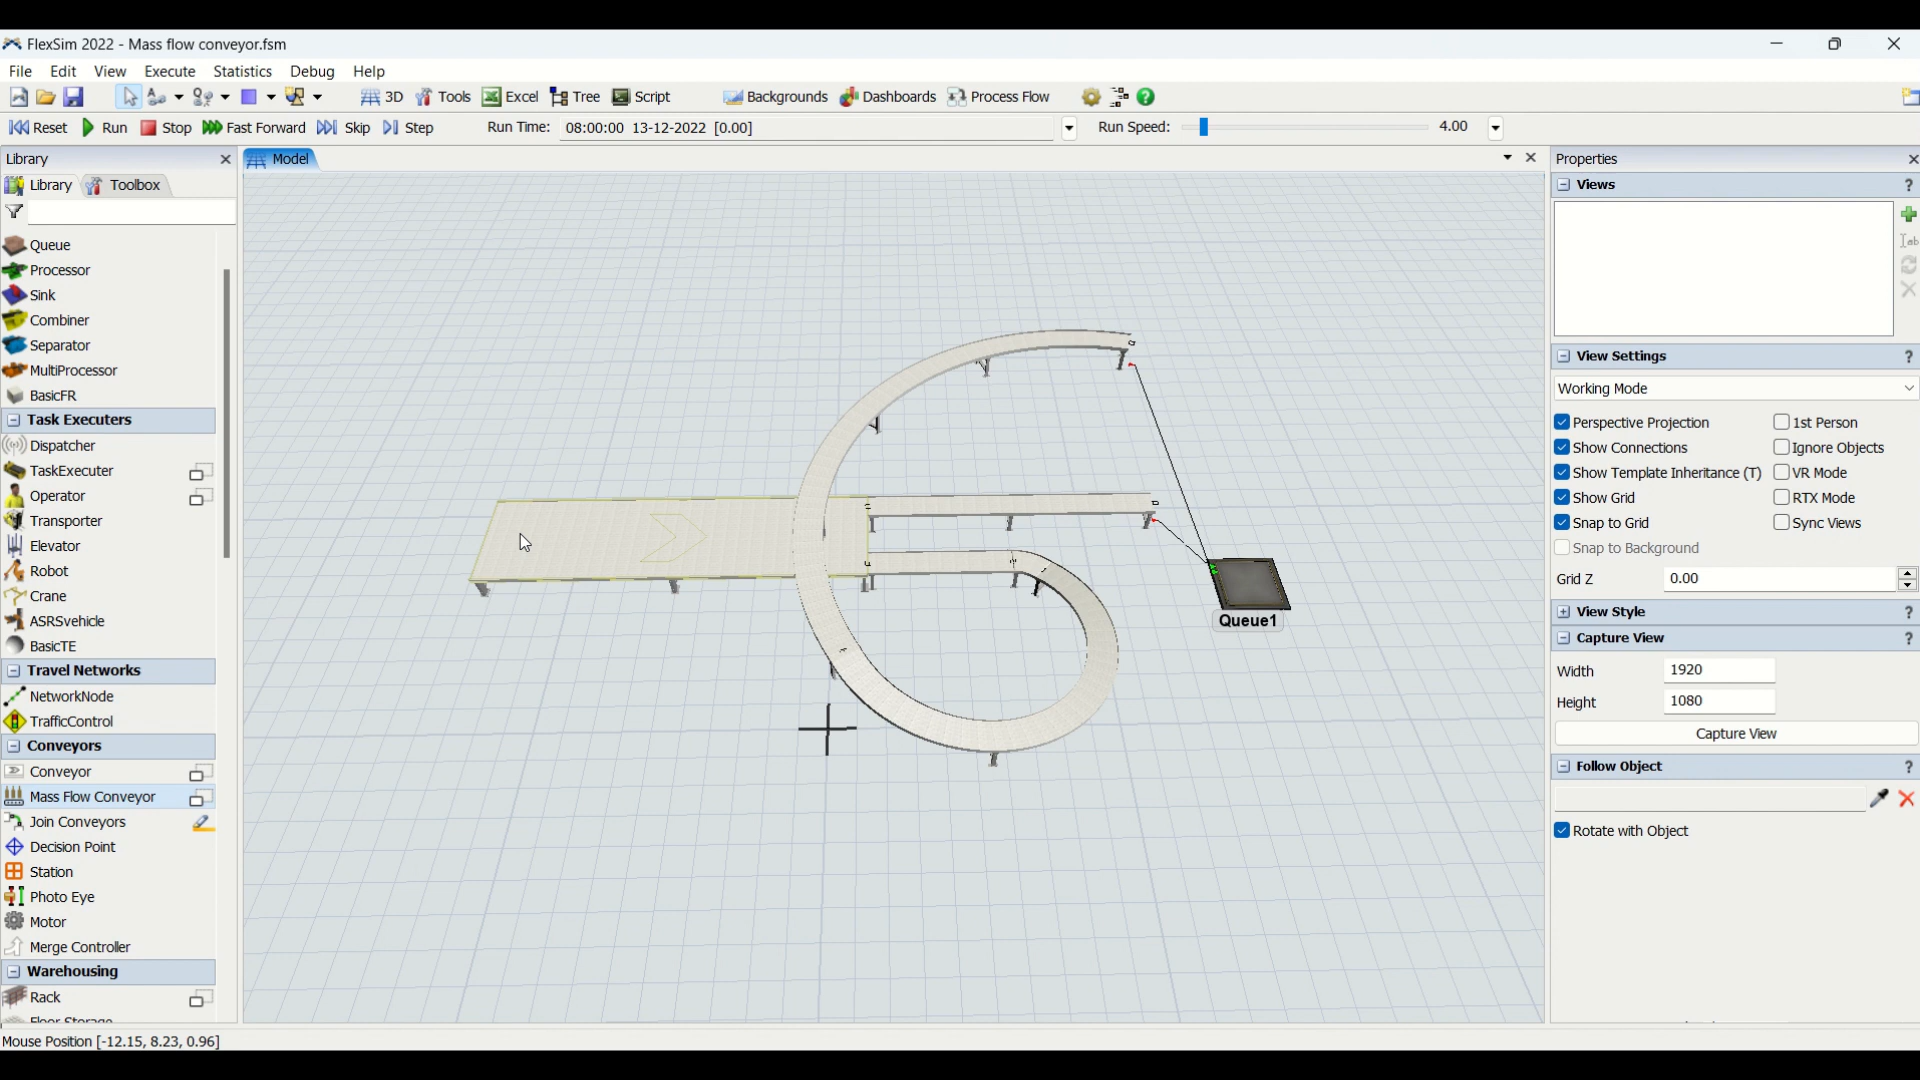 FlexSim 2022 - Mass flow conveyor.fsm
File Edit View Execute Statistics Debug Help
3D Tools Excel Tree Script Backgrounds Dashboards Process Flow
Reset Run Stop Fast Forward Skip Step Run Time: 08:00:00 13-12-2022 [0.00] Run Speed: 4.00
Library
Library Toolbox
Queue
Processor
Sink
Combiner
Separator
MultiProcessor
BasicFR
Task Executers
Dispatcher
TaskExecuter
Operator
Transporter
Elevator
Robot
Crane
ASRSvehicle
BasicTE
Travel Networks
NetworkNode
TrafficControl
Conveyors
Conveyor
Mass Flow Conveyor
Join Conveyors
Decision Point
Station
Photo Eye
Motor
Merge Controller
Warehousing
Rack
Floor Storage
Model
Queue1
Properties
Views
View Settings
Working Mode
Perspective Projection 1st Person
Show Connections Ignore Objects
Show Template Inheritance (T) VR Mode
Show Grid RTX Mode
Snap to Grid Sync Views
Snap to Background
Grid Z 0.00
View Style
Capture View
Width 1920
Height 1080
Capture View
Follow Object
Rotate with Object
Mouse Position [-12.15, 8.23, 0.96]